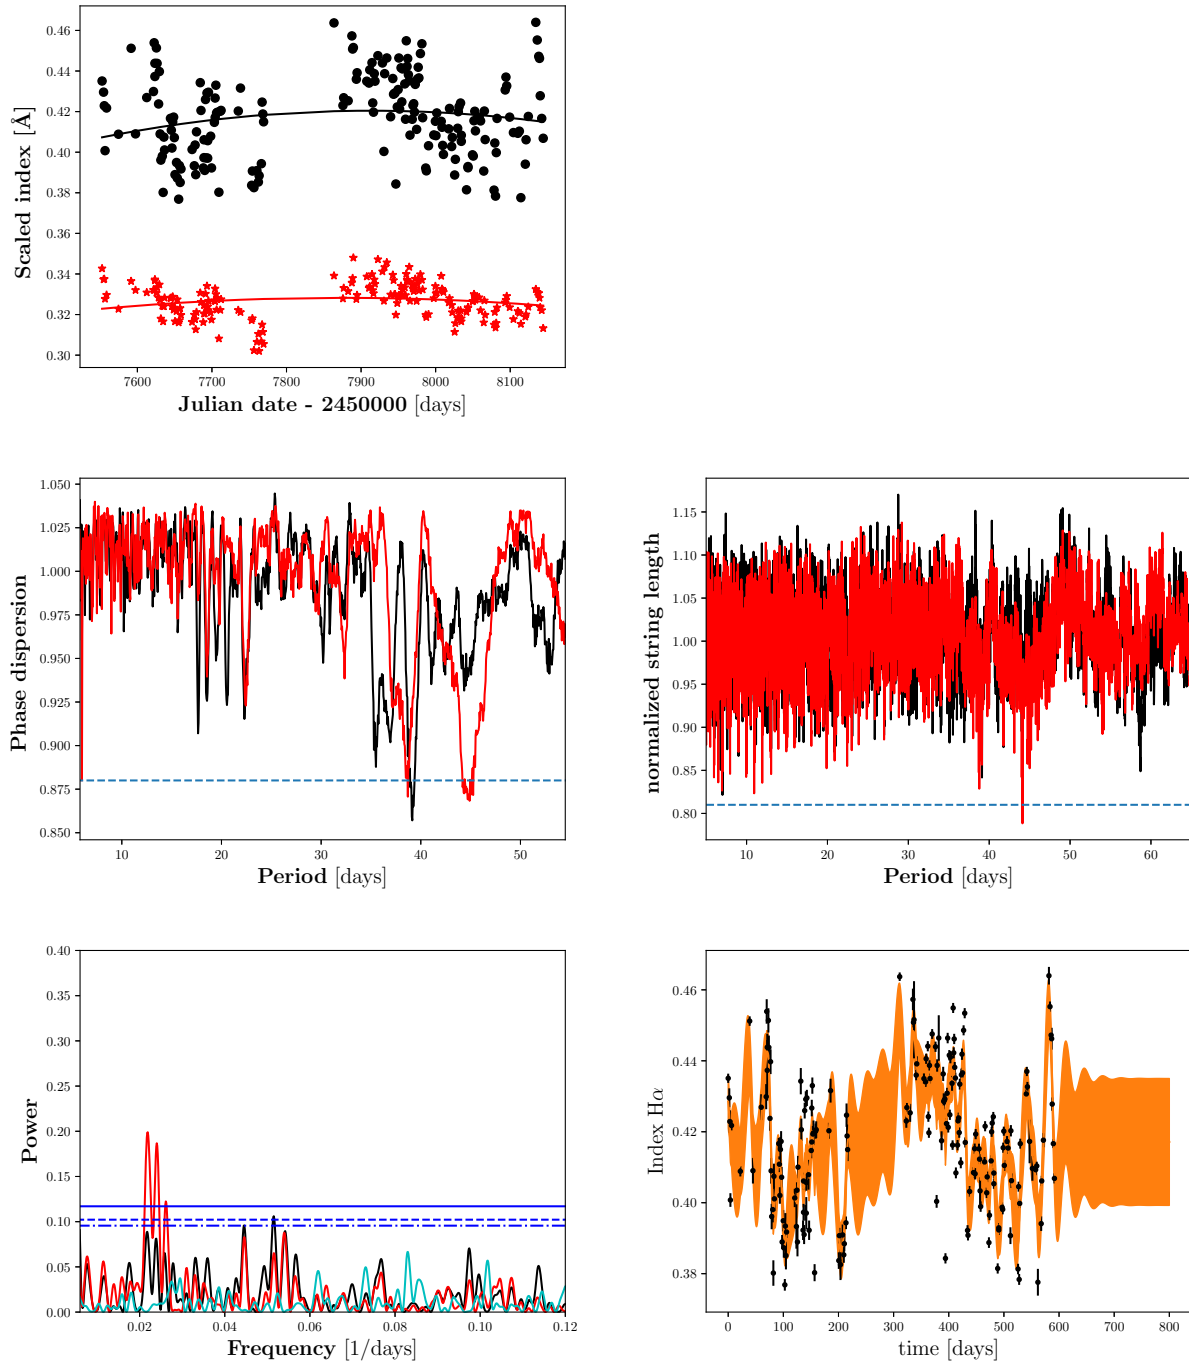 0.46
0.44
0.42
0.40
0.38
0.36
0.34
0.32
0.30
Scaled index [Å]
7600 7700 7800 7900 8000 8100
Julian date - 2450000 [days]
1.050
1.025
1.000
0.975
0.950
0.925
0.900
0.875
0.850
Phase dispersion
10 20 30 40 50
Period [days]
1.15
1.10
1.05
1.00
0.95
0.90
0.85
0.80
normalized string length
10 20 30 40 50 60
Period [days]
0.40
0.35
0.30
0.25
0.20
0.15
0.10
0.05
0.00
Power
0.02 0.04 0.06 0.08 0.10 0.12
Frequency [1/days]
0.46
0.44
0.42
0.40
0.38
Index Hα
0 100 200 300 400 500 600 700 800
time [days]